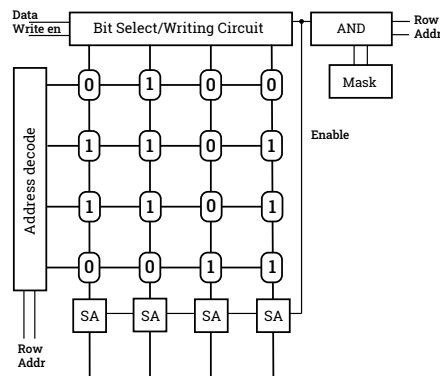 Data
Write en
Bit Select/Writing Circuit
AND
Row
Addr
Mask
Enable
Address decode
0 1 0 0
1 1 0 1
1 1 0 1
0 0 1 1
SA SA SA SA
Row
Addr